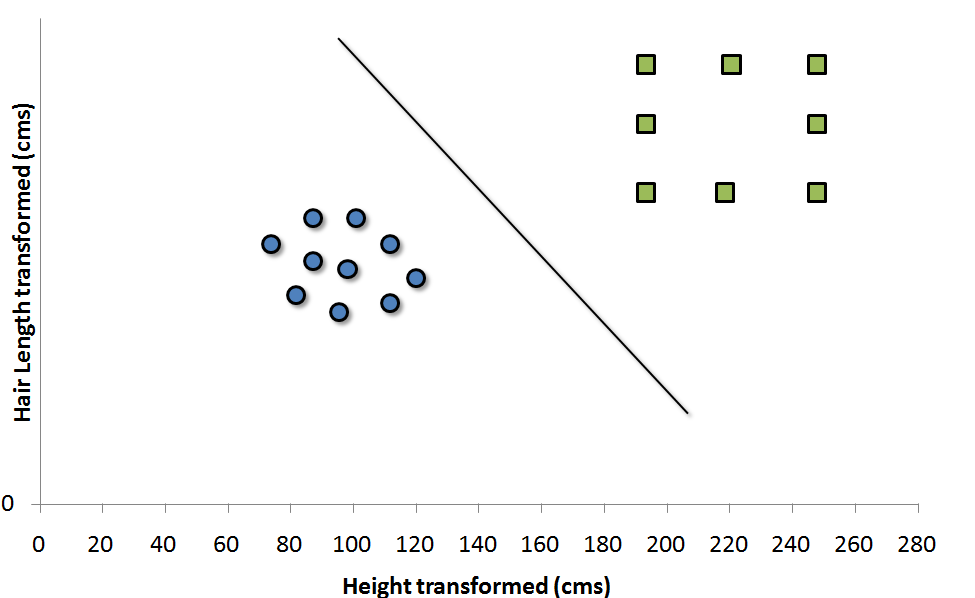 Hair Length transformed (cms)
0
0 20 40 60 80 100 120 140 160 180 200 220 240 260 280
Height transformed (cms)